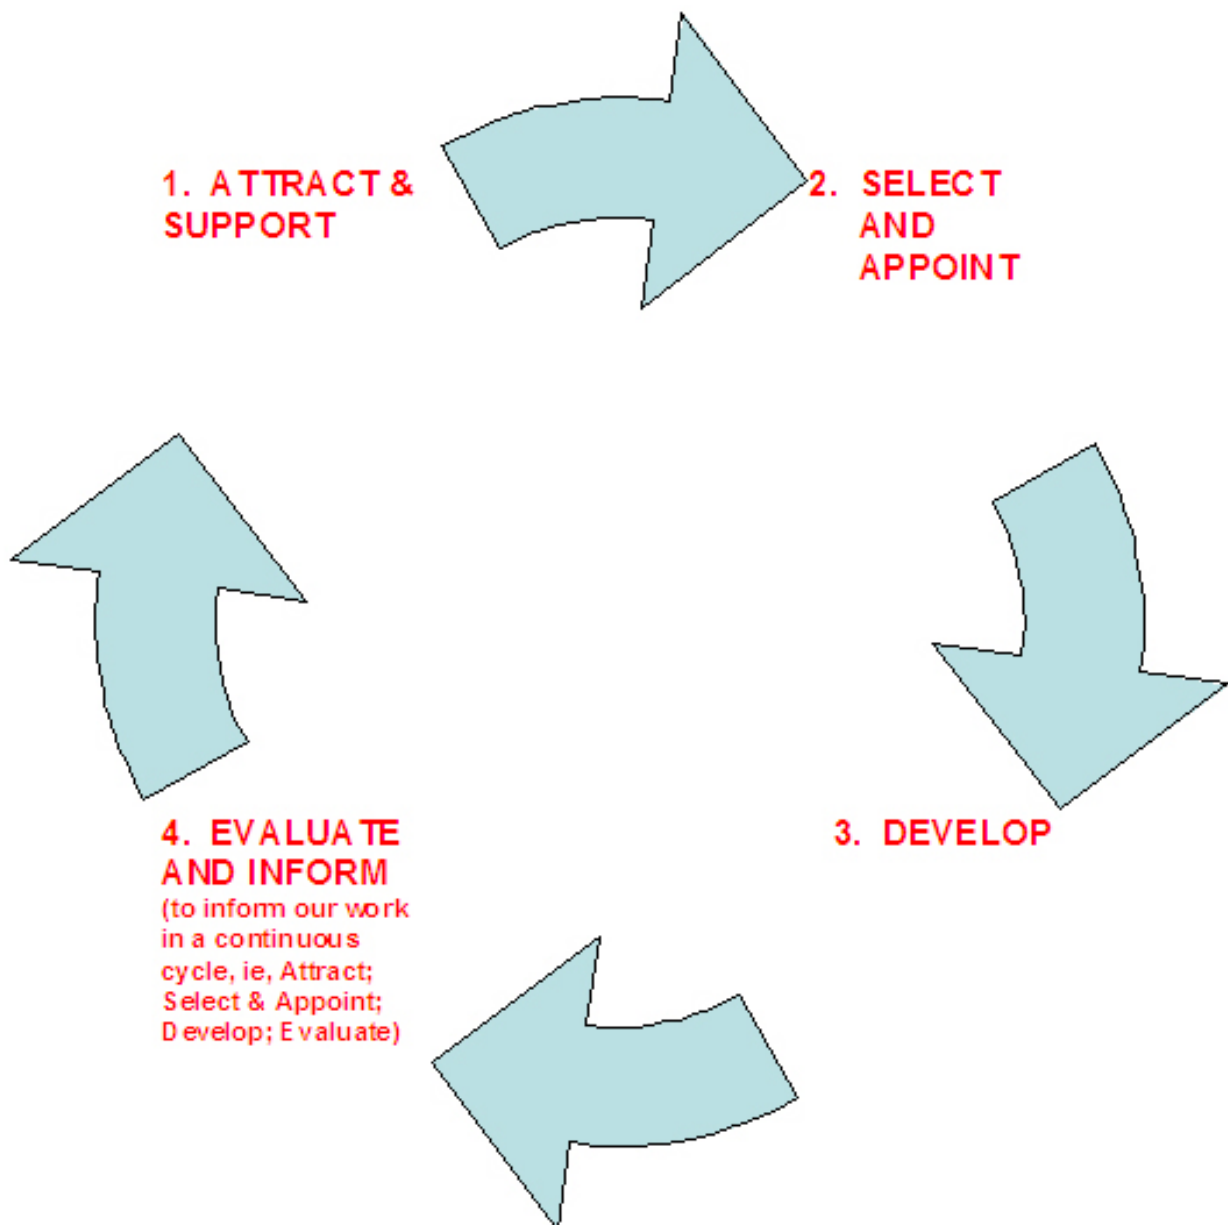 1. ATTRACT &
SUPPORT
2. SELECT
AND
APPOINT
3. DEVELOP
4. EVALUATE
AND INFORM
(to inform our work
in a continuous
cycle, ie, Attract;
Select & Appoint;
Develop; Evaluate)